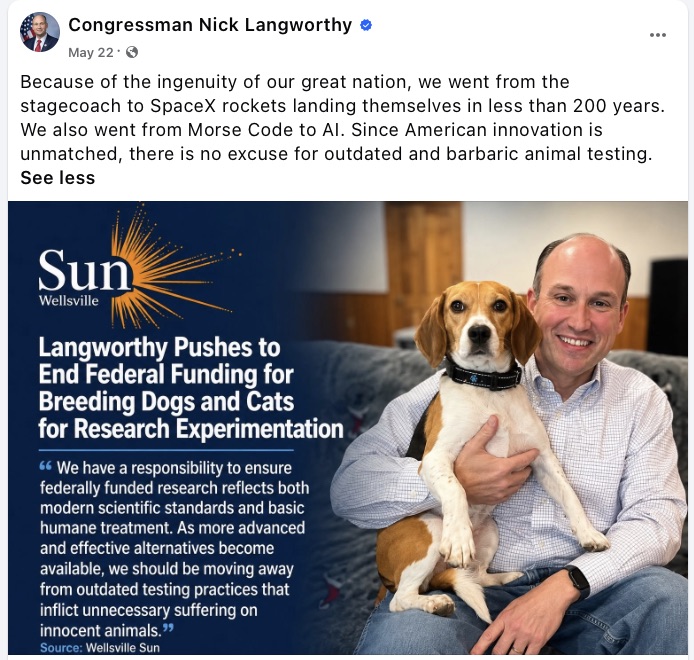 Congressman Nick Langworthy
May 22 ·
Because of the ingenuity of our great nation, we went from the
stagecoach to SpaceX rockets landing themselves in less than 200 years.
We also went from Morse Code to AI. Since American innovation is
unmatched, there is no excuse for outdated and barbaric animal testing.
See less
Sun
Wellsville
Langworthy Pushes to
End Federal Funding for
Breeding Dogs and Cats
for Research Experimentation
“ We have a responsibility to ensure
federally funded research reflects both
modern scientific standards and basic
humane treatment. As more advanced
and effective alternatives become
available, we should be moving away
from outdated testing practices that
inflict unnecessary suffering on
innocent animals.”
Source: Wellsville Sun